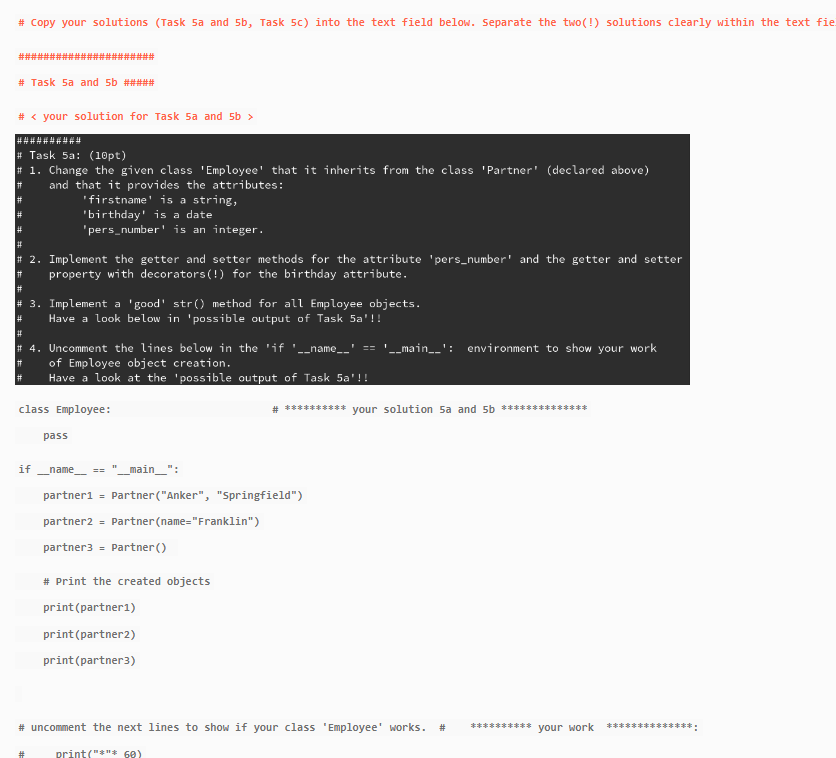 # Copy your solutions (Task 5a and 5b, Task 5c) into the text field below. Separate the two(!) solutions clearly within the text fie
######################
# Task 5a and 5b #####
# < your solution for Task 5a and 5b >
##########
# Task 5a: (10pt)
# 1. Change the given class 'Employee' that it inherits from the class 'Partner' (declared above)
#    and that it provides the attributes:
#         'firstname' is a string,
#         'birthday' is a date
#         'pers_number' is an integer.
#
# 2. Implement the getter and setter methods for the attribute 'pers_number' and the getter and setter
#    property with decorators(!) for the birthday attribute.
#
# 3. Implement a 'good' str() method for all Employee objects.
#    Have a look below in 'possible output of Task 5a'!!
#
# 4. Uncomment the lines below in the 'if '__name__' == '__main__':  environment to show your work
#    of Employee object creation.
#    Have a look at the 'possible output of Task 5a'!!
class Employee:                          # ********** your solution 5a and 5b **************
    pass
if __name__ == "__main__":
    partner1 = Partner("Anker", "Springfield")
    partner2 = Partner(name="Franklin")
    partner3 = Partner()
    # Print the created objects
    print(partner1)
    print(partner2)
    print(partner3)
# uncomment the next lines to show if your class 'Employee' works.  #    ********** your work  **************:
#     print("*"* 60)